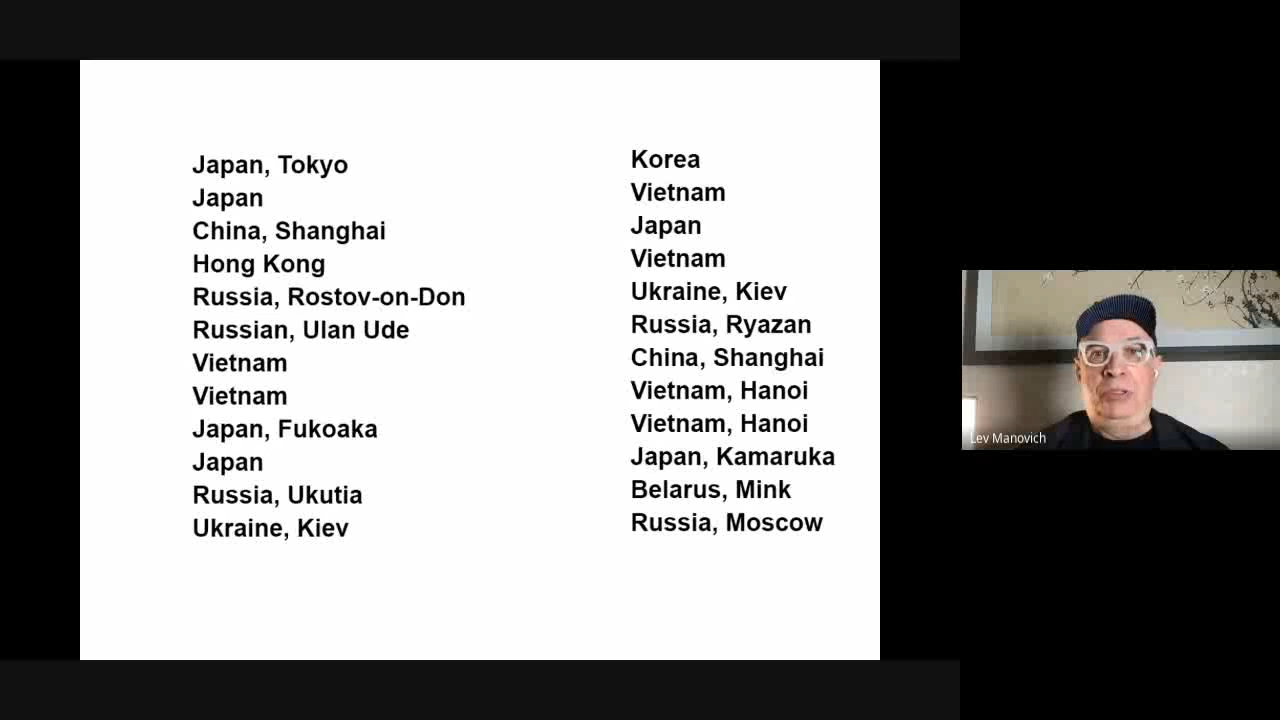 Japan, Tokyo
Japan
China, Shanghai
Hong Kong
Russia, Rostov-on-Don
Russian, Ulan Ude
Vietnam
Vietnam
Japan, Fukoaka
Japan
Russia, Ukutia
Ukraine, Kiev
Korea
Vietnam
Japan
Vietnam
Ukraine, Kiev
Russia, Ryazan
China, Shanghai
Vietnam, Hanoi
Vietnam, Hanoi
Japan, Kamaruka
Belarus, Mink
Russia, Moscow
Lev Manovich